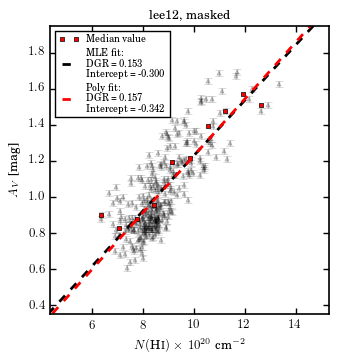 lee12, masked
Median value
MLE fit:
DGR = 0.153
Intercept = -0.300
Poly fit:
DGR = 0.157
Intercept = -0.342
1.8
1.6
1.4
1.2
1.0
0.8
0.6
0.4
A_V [mag]
6 8 10 12 14
N(HI) × 10^20 cm^−2